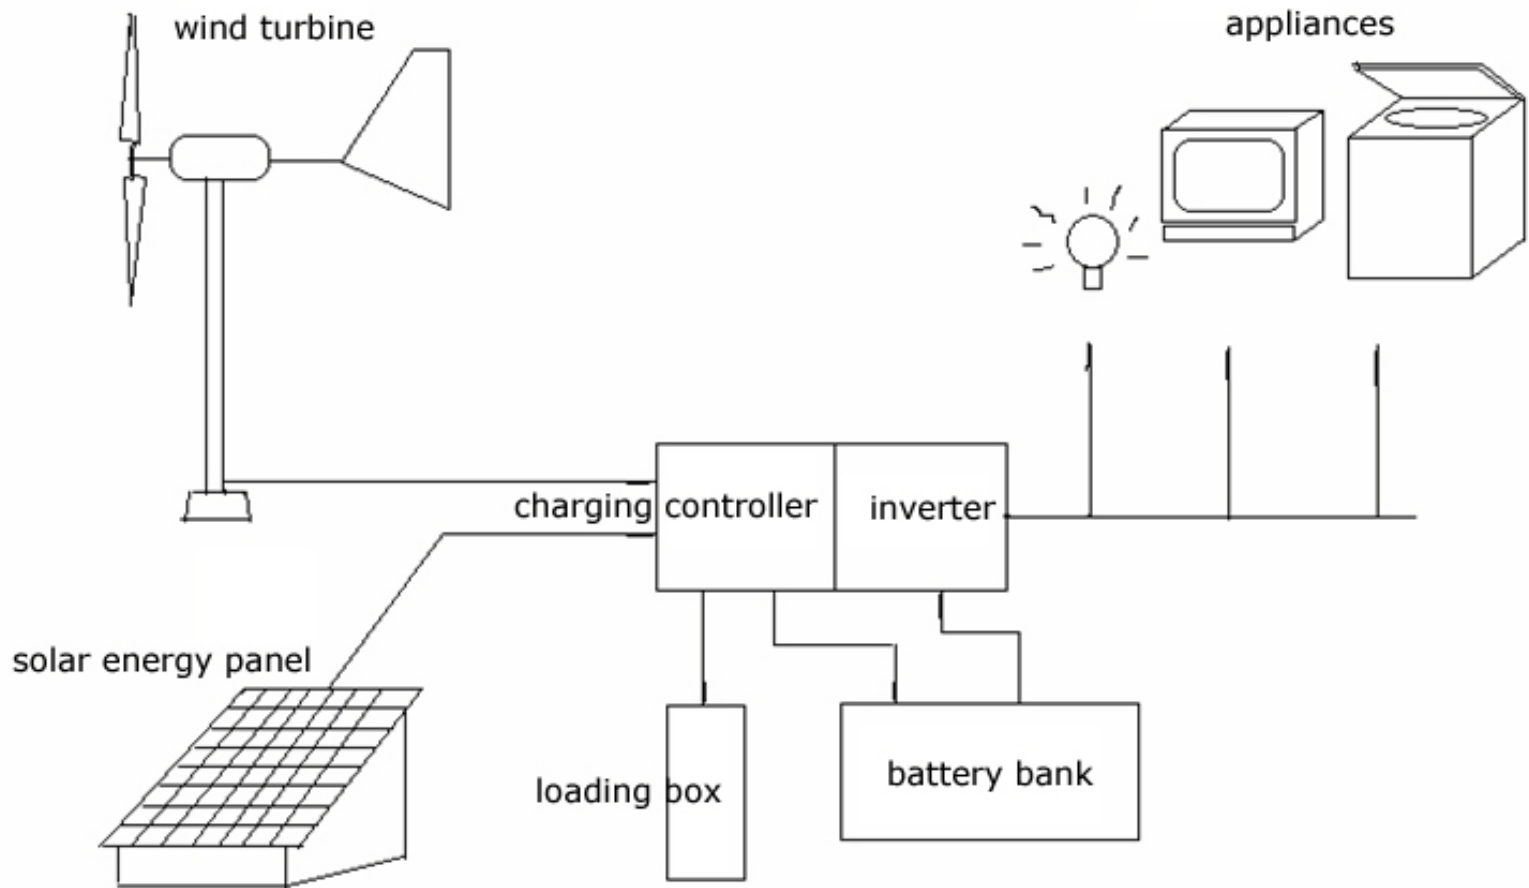 wind turbine
appliances
charging controller
inverter
solar energy panel
loading box
battery bank